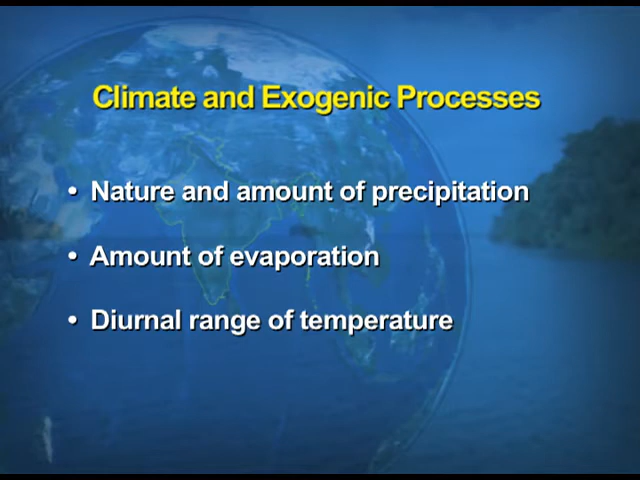 Climate and Exogenic Processes
• Nature and amount of precipitation
• Amount of evaporation
• Diurnal range of temperature